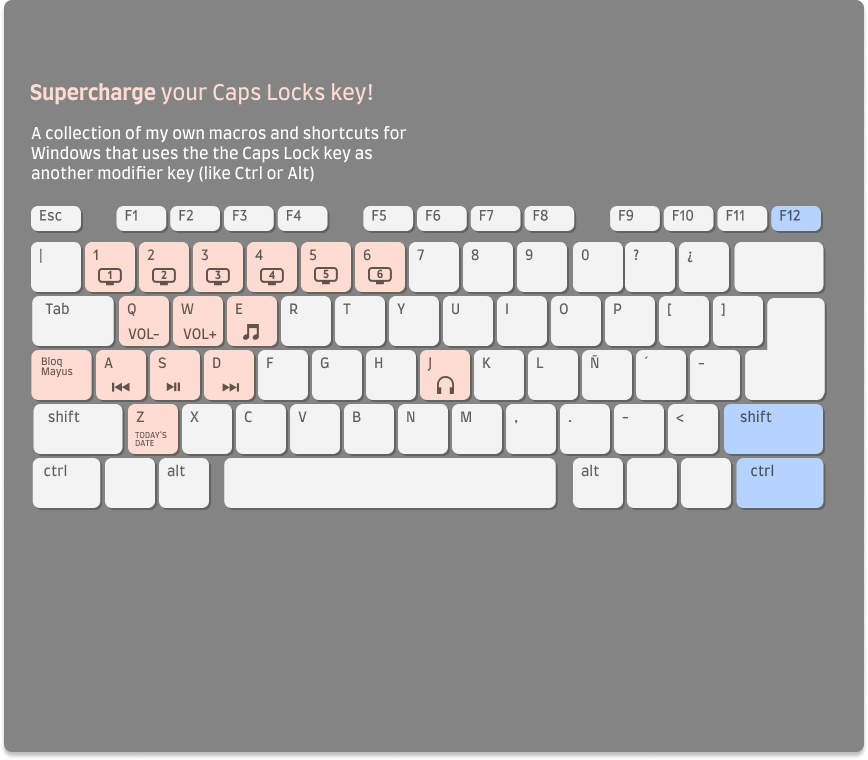 Supercharge your Caps Locks key!
A collection of my own macros and shortcuts for
Windows that uses the the Caps Lock key as
another modifier key (like Ctrl or Alt)
Esc F1 F2 F3 F4 F5 F6 F7 F8 F9 F10 F11 F12
| 1 2 3 4 5 6 7 8 9 0 ? ¿
1 2 3 4 5 6
Tab Q W E R T Y U I O P [ ]
VOL- VOL+
Bloq A S D F G H J K L Ñ ´ -
Mayus
shift Z X C V B N M , . - < shift
TODAY'S
DATE
ctrl alt alt ctrl